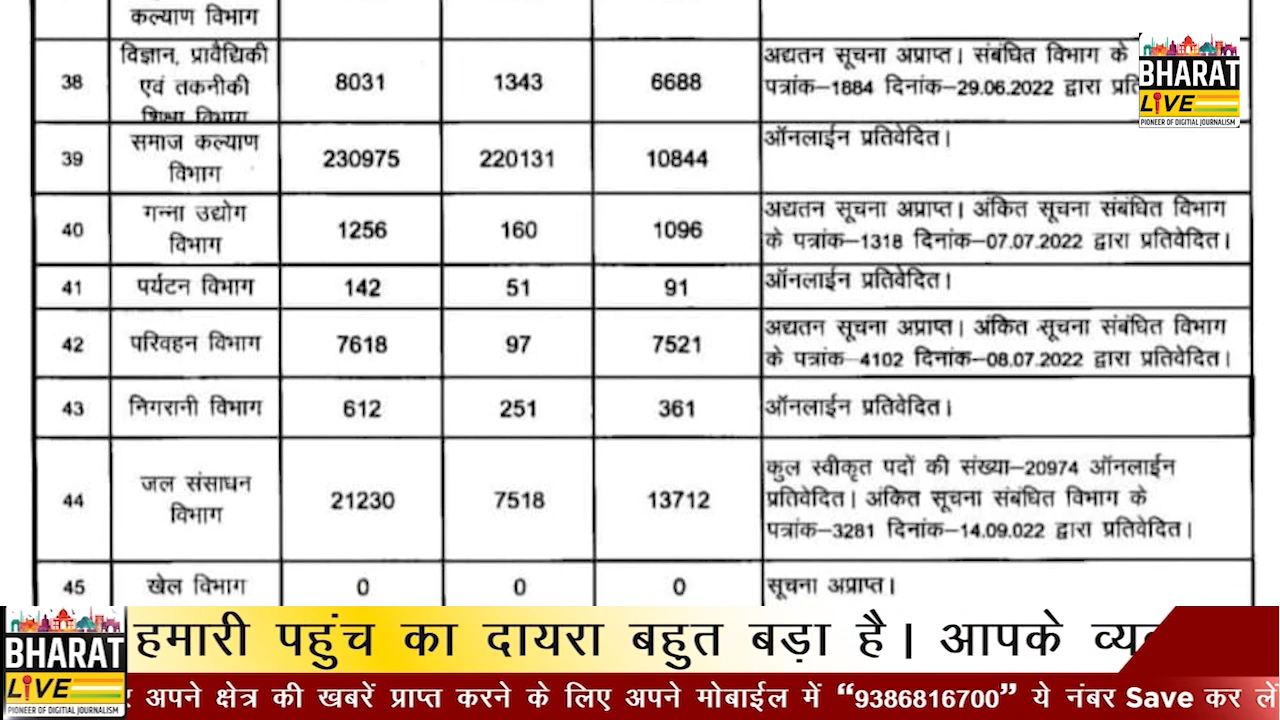 कल्याण विभाग
38 विज्ञान, प्रावैधिकी एवं तकनीकी शिक्षा विभाग 8031 1343 6688 अद्यतन सूचना अप्राप्त। संबंधित विभाग के
पत्रांक–1884 दिनांक–29.06.2022 द्वारा
39 समाज कल्याण विभाग 230975 220131 10844 ऑनलाईन प्रतिवेदित।
40 गन्ना उद्योग विभाग 1256 160 1096 अद्यतन सूचना अप्राप्त। अंकित सूचना संबंधित विभाग
के पत्रांक–1318 दिनांक–07.07.2022 द्वारा प्रतिवेदित।
41 पर्यटन विभाग 142 51 91 ऑनलाईन प्रतिवेदित।
42 परिवहन विभाग 7618 97 7521 अद्यतन सूचना अप्राप्त। अंकित सूचना संबंधित विभाग
के पत्रांक–4102 दिनांक–08.07.2022 द्वारा प्रतिवेदित।
43 निगरानी विभाग 612 251 361 ऑनलाईन प्रतिवेदित।
44 जल संसाधन विभाग 21230 7518 13712 कुल स्वीकृत पदों की संख्या–20974 ऑनलाईन
प्रतिवेदित। अंकित सूचना संबंधित विभाग के
पत्रांक–3281 दिनांक–14.09.022 द्वारा प्रतिवेदित।
45 खेल विभाग 0 0 0 सूचना अप्राप्त।
BHARAT
LIVE
PIONEER OF DIGITIAL JOURNALISM
हमारी पहुंच का दायरा बहुत बड़ा है। आपके
BHARAT
LIVE
PIONEER OF DIGITIAL JOURNALISM
अपने क्षेत्र की खबरें प्राप्त करने के लिए अपने मोबाईल में “9386816700” ये नंबर Save कर लें